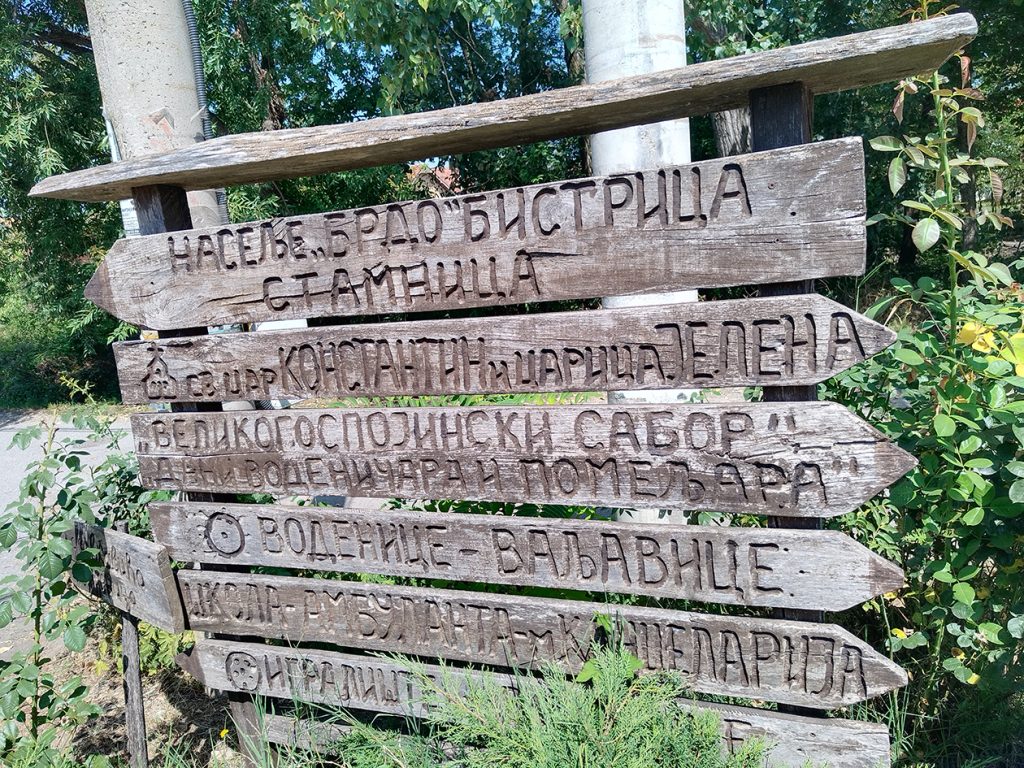 НАСЕЉЕ „БРДО" БИСТРИЦА
СТАМНИЦА
СВ. ЦАР КОНСТАНТИН И ЦАРИЦА ЈЕЛЕНА
„ВЕЛИКОГОСПОЈИНСКИ САБОР"
ДАНИ ВОДЕНИЧАРА И ПОМЕЉАРА"
ВОДЕНИЦЕ - ВАЉАВИЦЕ
ШКОЛА - АМБУЛАНТА - М КАНЦЕЛАРИЈА